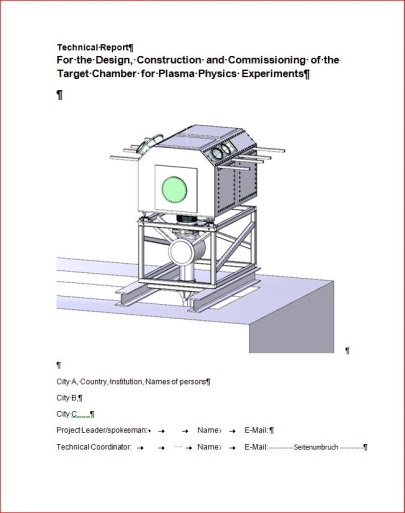 Technical Report
For the Design, Construction and Commissioning of the
Target Chamber for Plasma Physics Experiments
City A, Country, Institution, Names of persons
City B,
City C.......
Project Leader/spokesman: Name: E-Mail:
Technical Coordinator: Name: E-Mail: Seitenumbruch